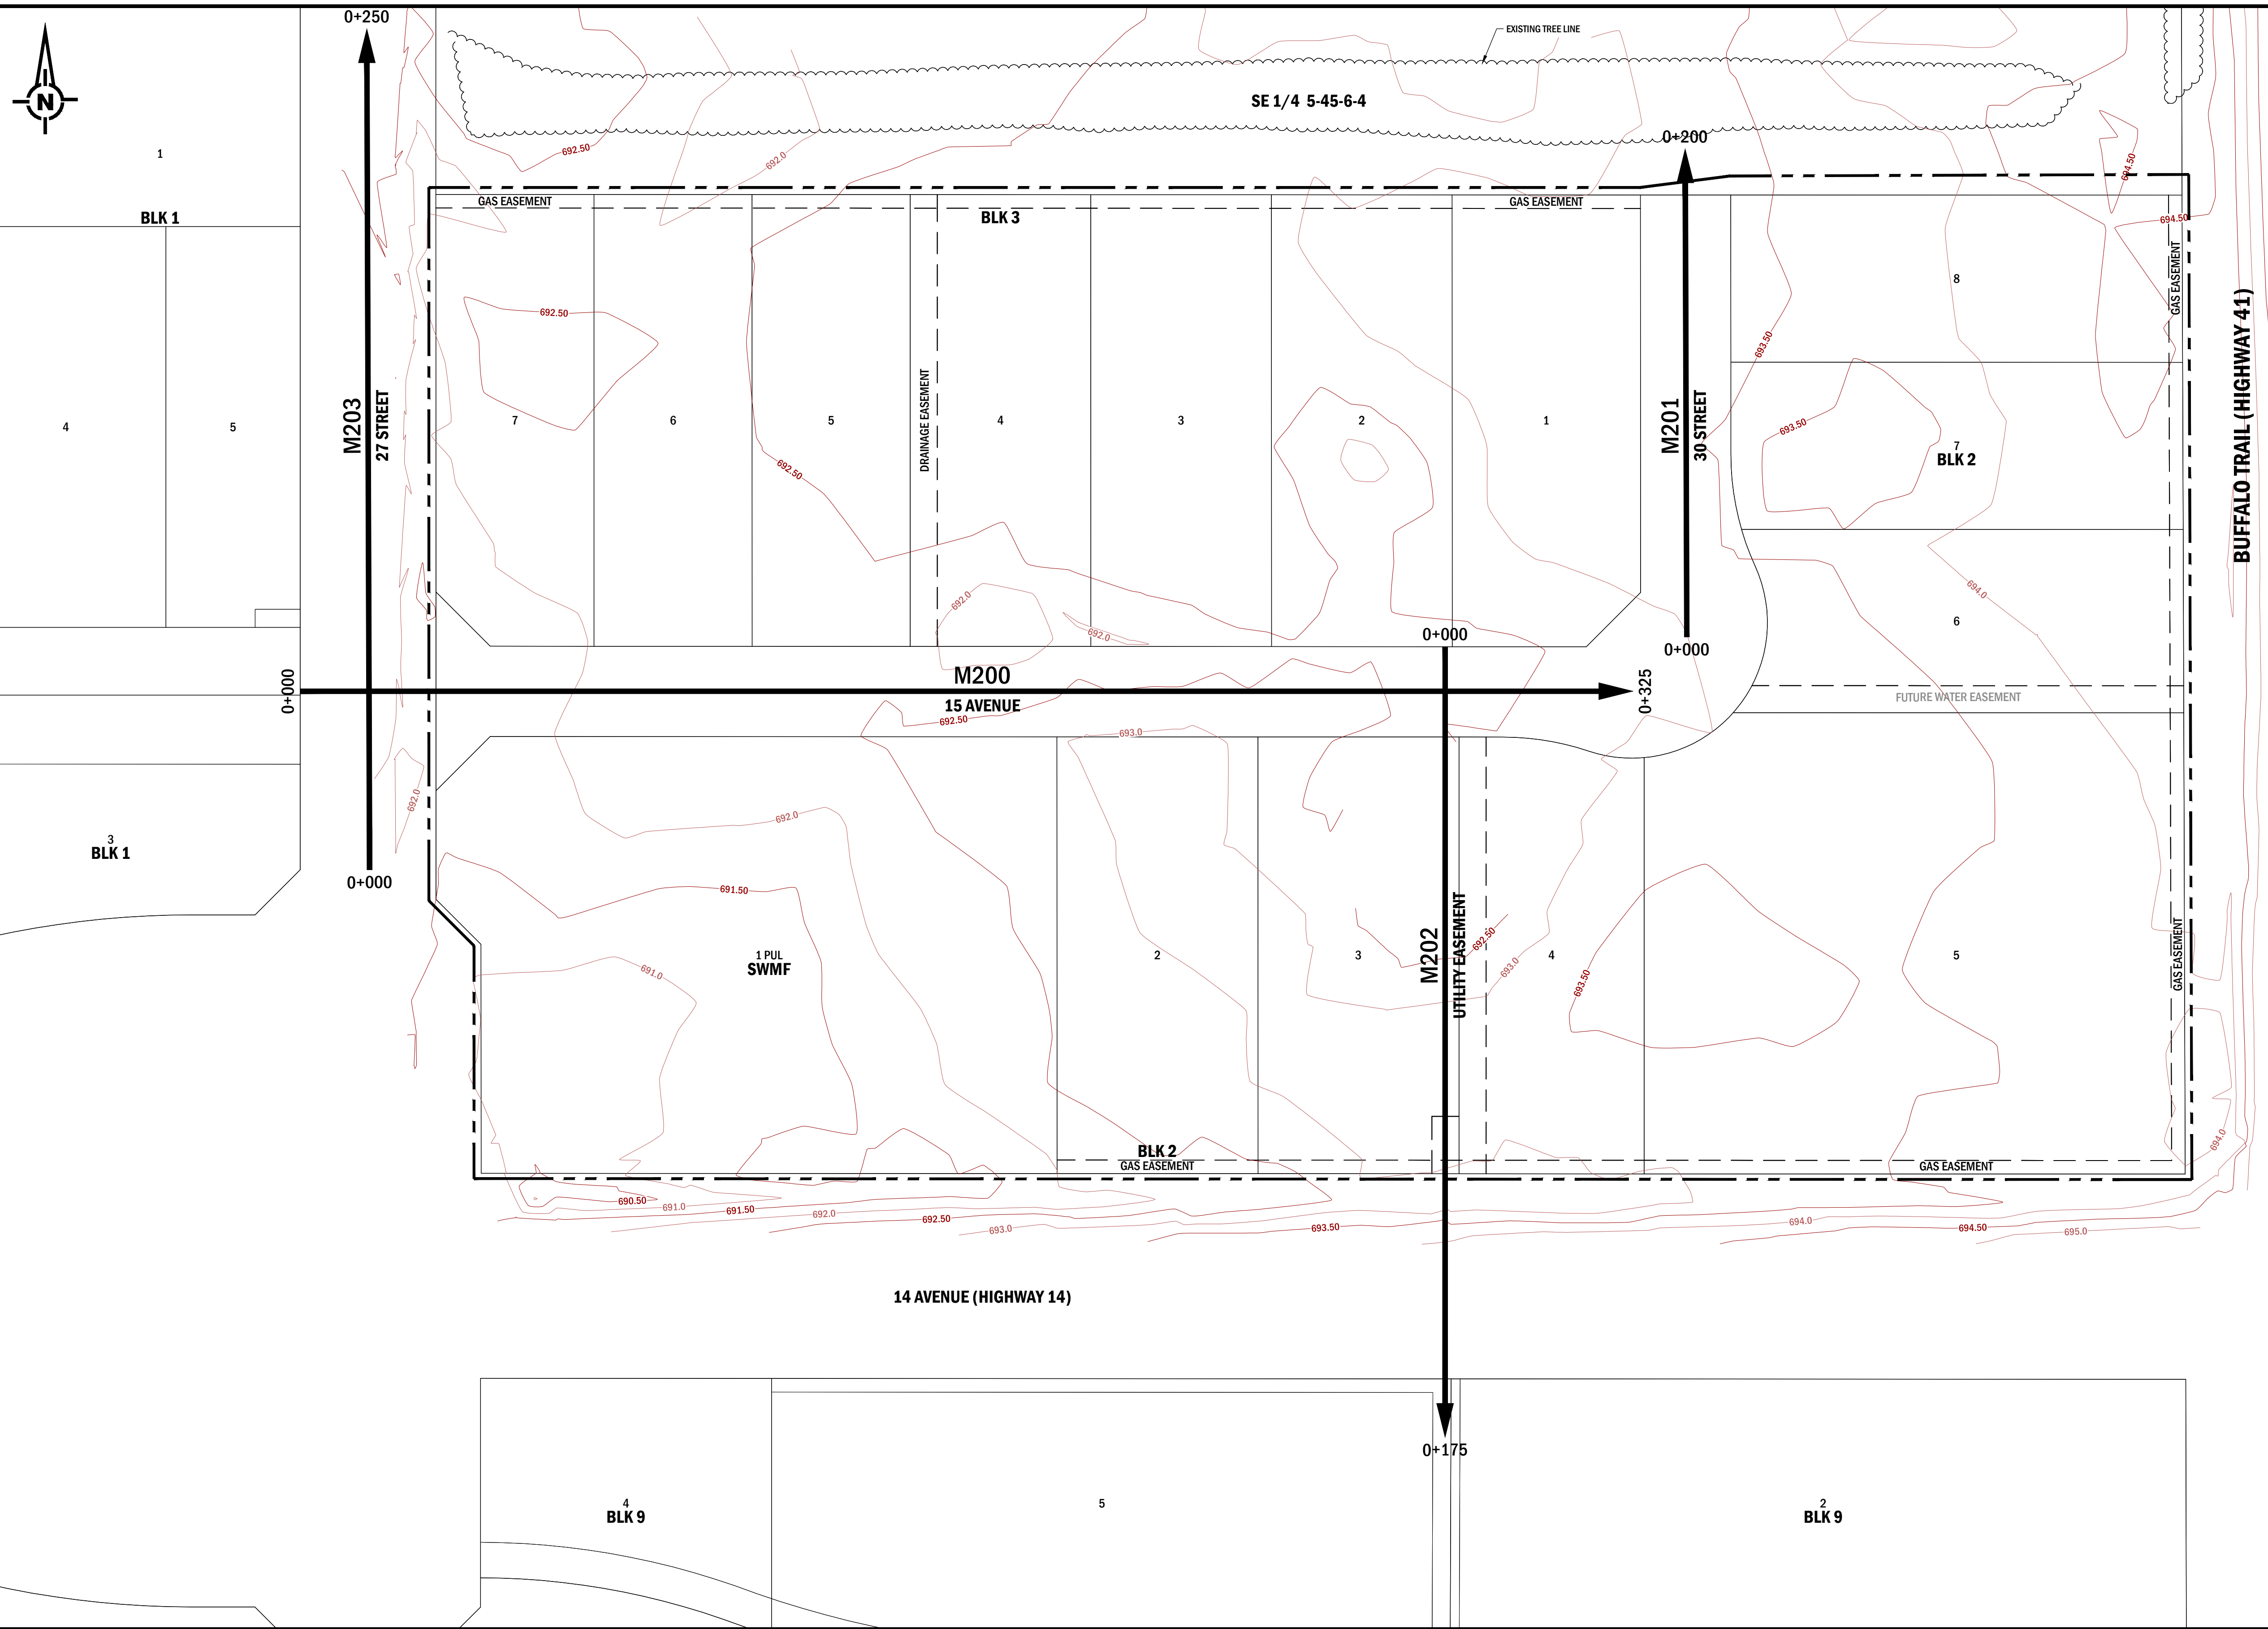 0+250
EXISTING TREE LINE
N
SE 1/4 5-45-6-4
0+200
692.50
692.0
694.50
1
BLK 1
GAS EASEMENT
BLK 3
GAS EASEMENT
694.50
GAS EASEMENT
8
692.50
693.50
BUFFALO TRAIL (HIGHWAY 41)
4
5
M203
27 STREET
7
6
5
DRAINAGE EASEMENT
4
3
2
1
M201
30 STREET
693.50
7
BLK 2
692.50
692.0
694.0
692.0
6
0+000
0+000
0+000
M200
15 AVENUE
0+325
FUTURE WATER EASEMENT
692.50
693.0
692.0
692.0
3
BLK 1
0+000
691.50
M202
UTILITY EASEMENT
692.50
1 PUL
SWMF
691.0
2
3
4
693.0
693.50
5
GAS EASEMENT
BLK 2
GAS EASEMENT
GAS EASEMENT
694.0
690.50
691.0
691.50
692.0
692.50
693.0
693.50
694.0
694.50
695.0
14 AVENUE (HIGHWAY 14)
0+175
4
BLK 9
5
2
BLK 9